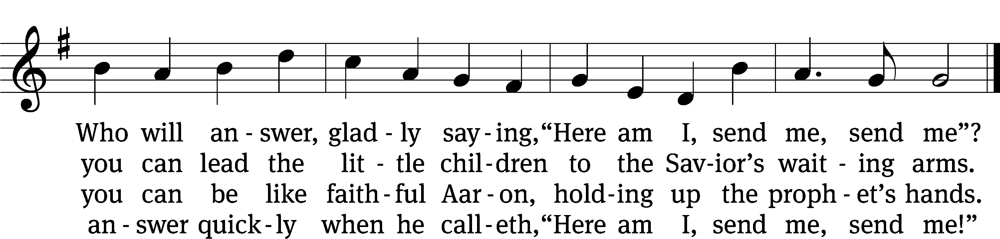 Who will an - swer, glad - ly say - ing, “Here am I, send me, send me”?
you can lead the lit - tle chil - dren to the Sav - ior’s wait - ing arms.
you can be like faith - ful Aar - on, hold - ing up the proph - et’s hands.
an - swer quick - ly when he call - eth, “Here am I, send me, send me!”